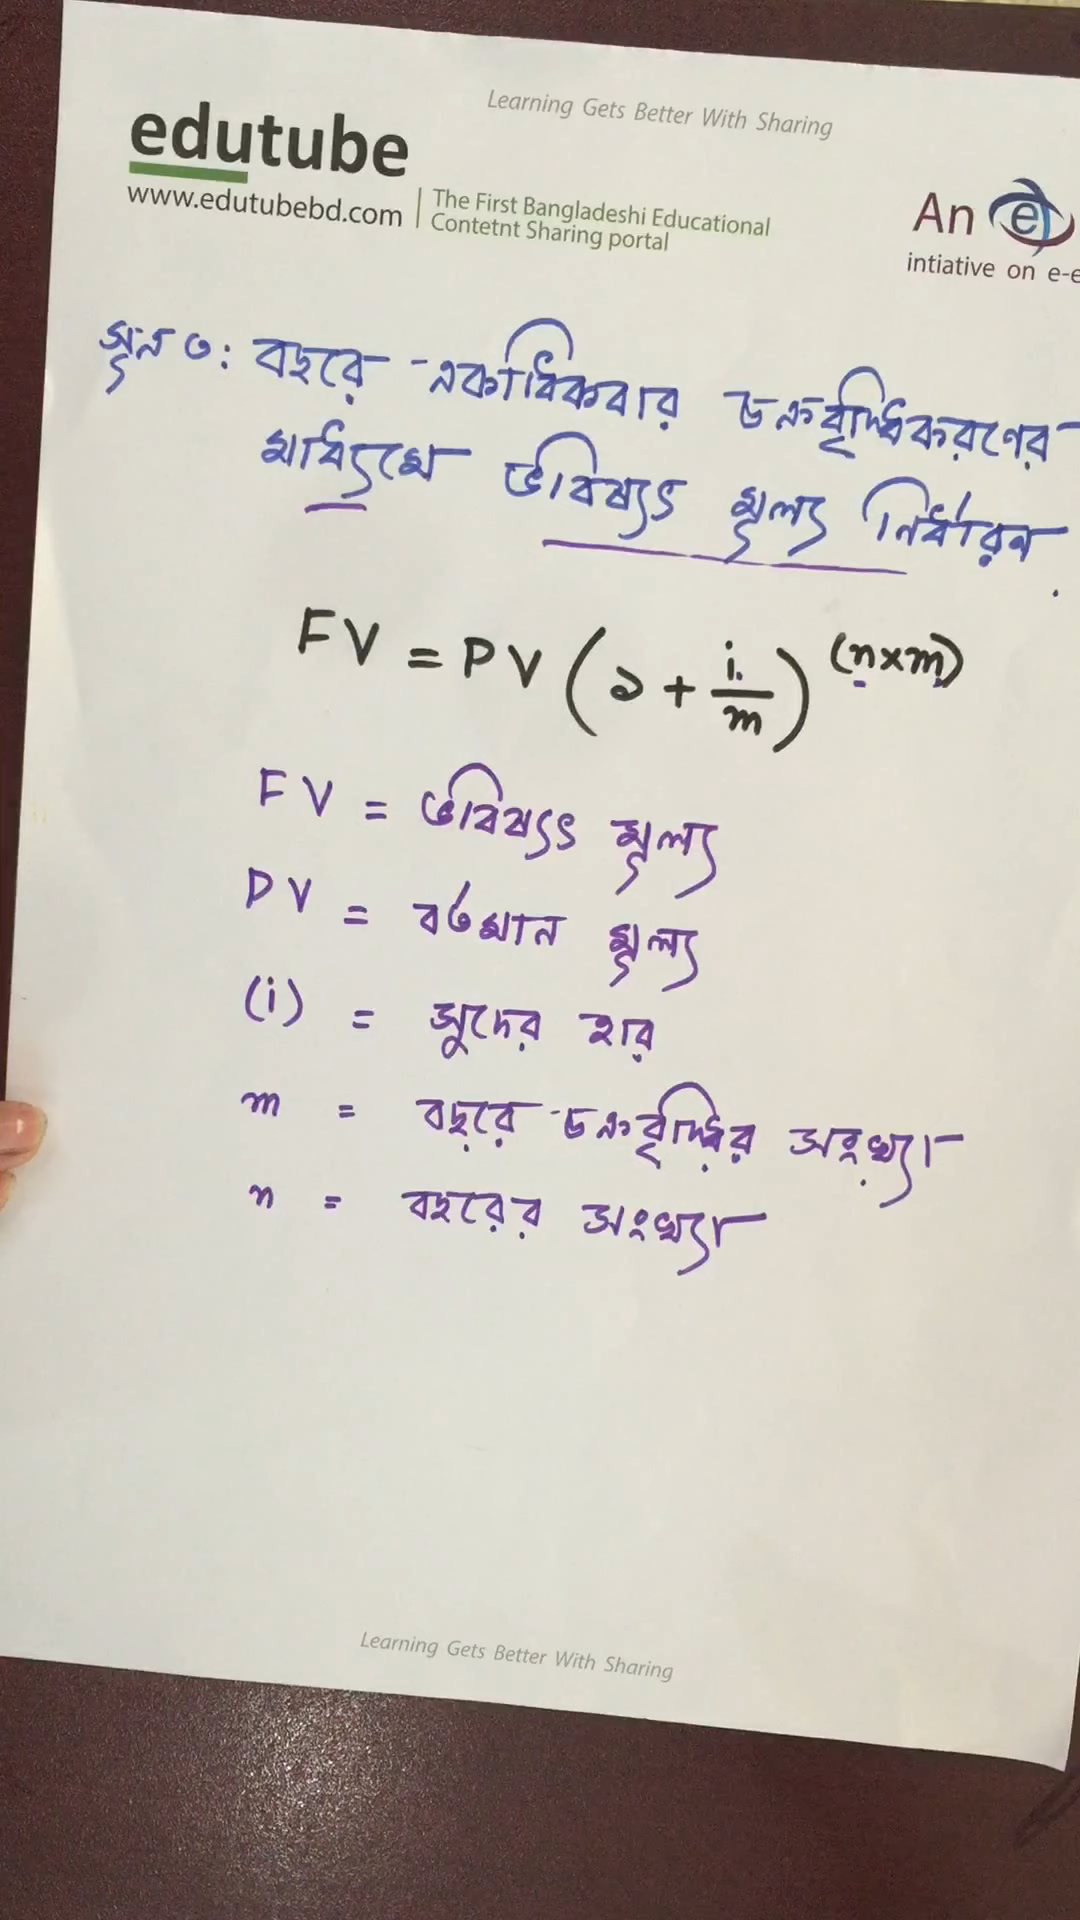 Learning Gets Better With Sharing
edutube
www.edutubebd.com
The First Bangladeshi Educational
Contetnt Sharing portal
An e
intiative on e-e
সূত্র ৩: বছরে একাধিকবার চক্রবৃদ্ধিকরণের
মাধ্যিমে ভবিষ্যৎ মূল্য নির্ধারন.
FV = PV (১ + i/m)^(n×m)
FV = ভবিষ্যৎ মূল্য
PV = বর্তমান মূল্য
(i) = সুদের হার
m = বছরে চক্রবৃদ্ধির সংখ্যা
n = বছরের সংখ্যা
Learning Gets Better With Sharing